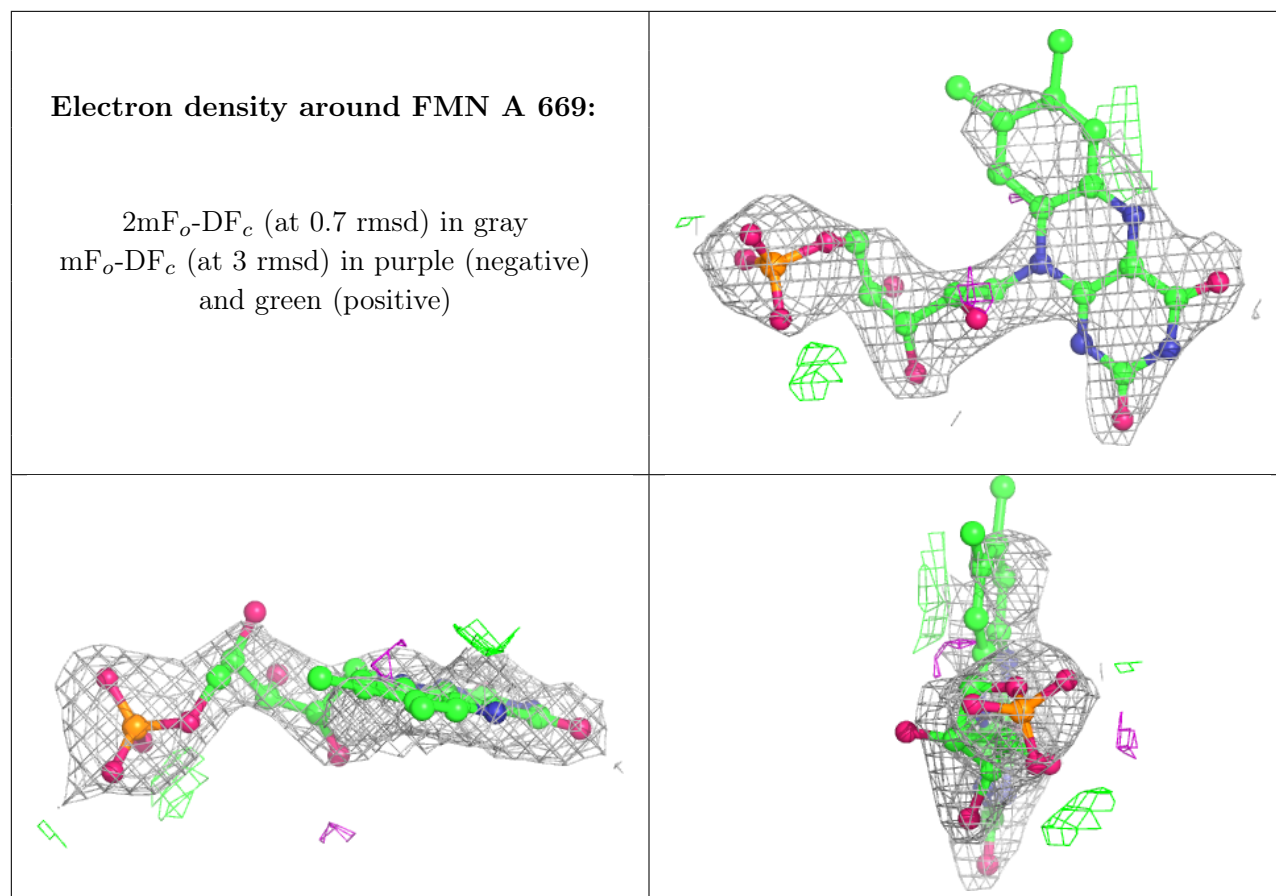 Electron density around FMN A 669:
2mFo-DFc (at 0.7 rmsd) in gray
mFo-DFc (at 3 rmsd) in purple (negative)
and green (positive)